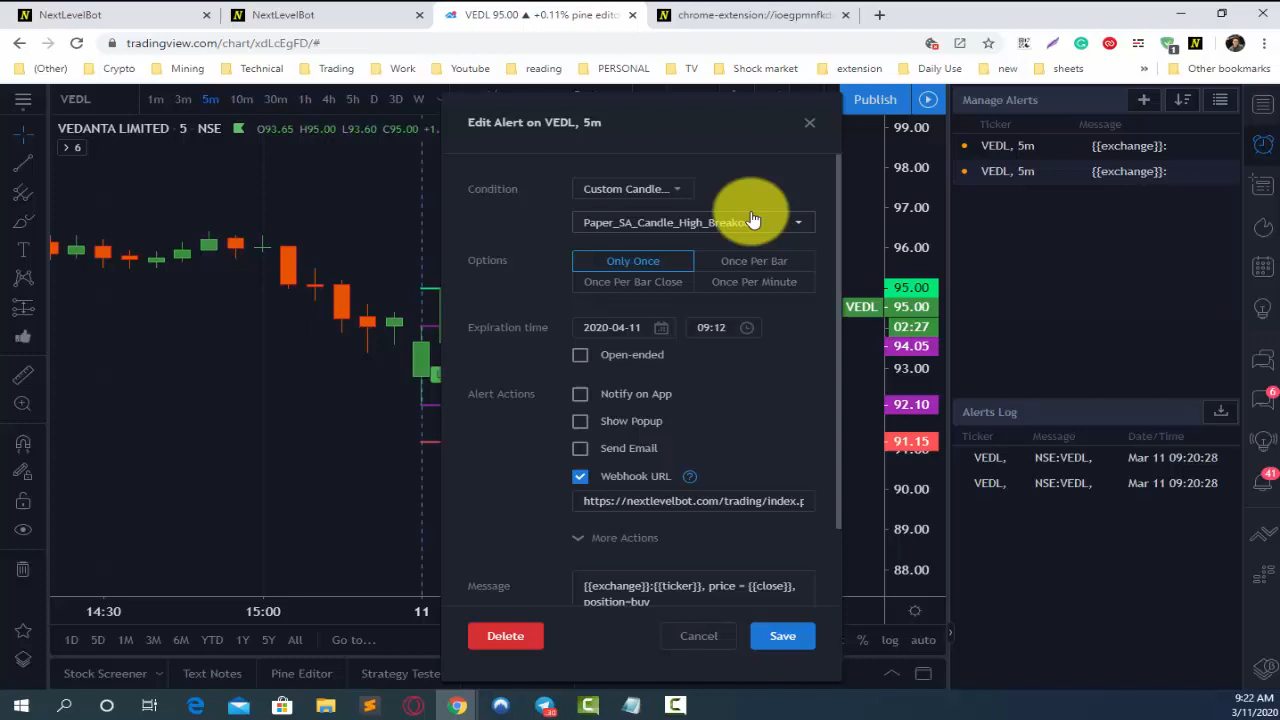 NextLevelBot
NextLevelBot
VEDL 95.00 ▲ +0.11% pine edito
chrome-extension://ioegpmnfkd
tradingview.com/chart/xdLcEgFD/#
(Other) Crypto Mining Technical Trading Work Youtube reading PERSONAL TV Shock market extension Daily Use new sheets » Other bookmarks
VEDL 1m 3m 5m 10m 30m 1h 4h 5h D 3D W
Publish
VEDANTA LIMITED · 5 · NSE O93.65 H95.00 L93.60 C95.00 +1.
6
Edit Alert on VEDL, 5m
Condition Custom Candle...
Paper_SA_Candle_High_Breako
Options Only Once Once Per Bar
Once Per Bar Close Once Per Minute
Expiration time 2020-04-11 09:12
Open-ended
Alert Actions Notify on App
Show Popup
Send Email
Webhook URL ?
https://nextlevelbot.com/trading/index.p
More Actions
Message {{exchange}}:{{ticker}}, price = {{close}},
position=buy
Delete Cancel Save
99.00
98.00
97.00
96.00
95.00
VEDL 95.00
02:27
94.05
93.00
92.10
91.15
90.00
89.00
88.00
14:30 15:00 11
1D 5D 1M 3M 6M YTD 1Y 5Y All Go to...
% log auto
Stock Screener Text Notes Pine Editor Strategy Teste
Manage Alerts
Ticker Message
VEDL, 5m {{exchange}}:
VEDL, 5m {{exchange}}:
Alerts Log
Ticker Message Date/Time
VEDL, NSE:VEDL, Mar 11 09:20:28
VEDL, NSE:VEDL, Mar 11 09:20:28
6
41
30
9:22 AM
3/11/2020